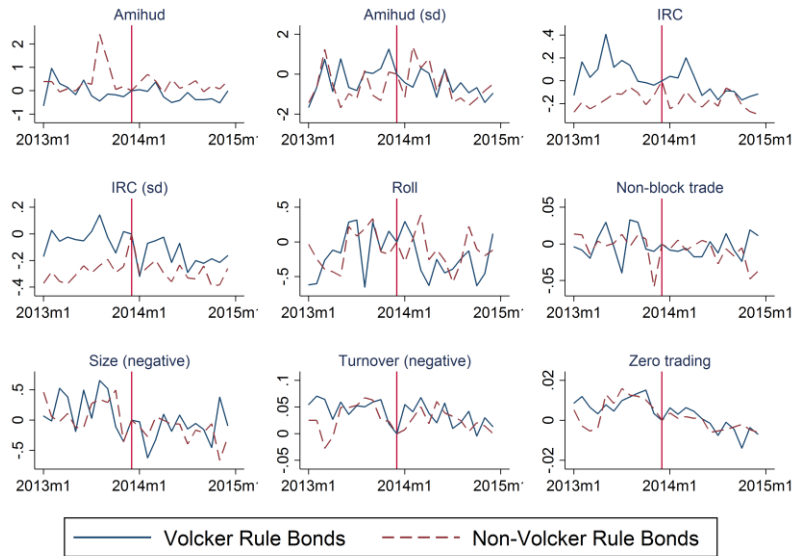 Amihud
2
1
0
-1
2013m1 2014m1 2015m1
Amihud (sd)
2
0
-2
2013m1 2014m1 2015m1
IRC
.4
.2
0
-.2
2013m1 2014m1 2015m1
IRC (sd)
.2
0
-.2
-.4
2013m1 2014m1 2015m1
Roll
.5
0
-.5
2013m1 2014m1 2015m1
Non-block trade
.05
0
-.05
2013m1 2014m1 2015m1
Size (negative)
.5
0
-.5
2013m1 2014m1 2015m1
Turnover (negative)
.1
.05
0
-.05
2013m1 2014m1 2015m1
Zero trading
.02
0
-.02
2013m1 2014m1 2015m1
Volcker Rule Bonds Non-Volcker Rule Bonds